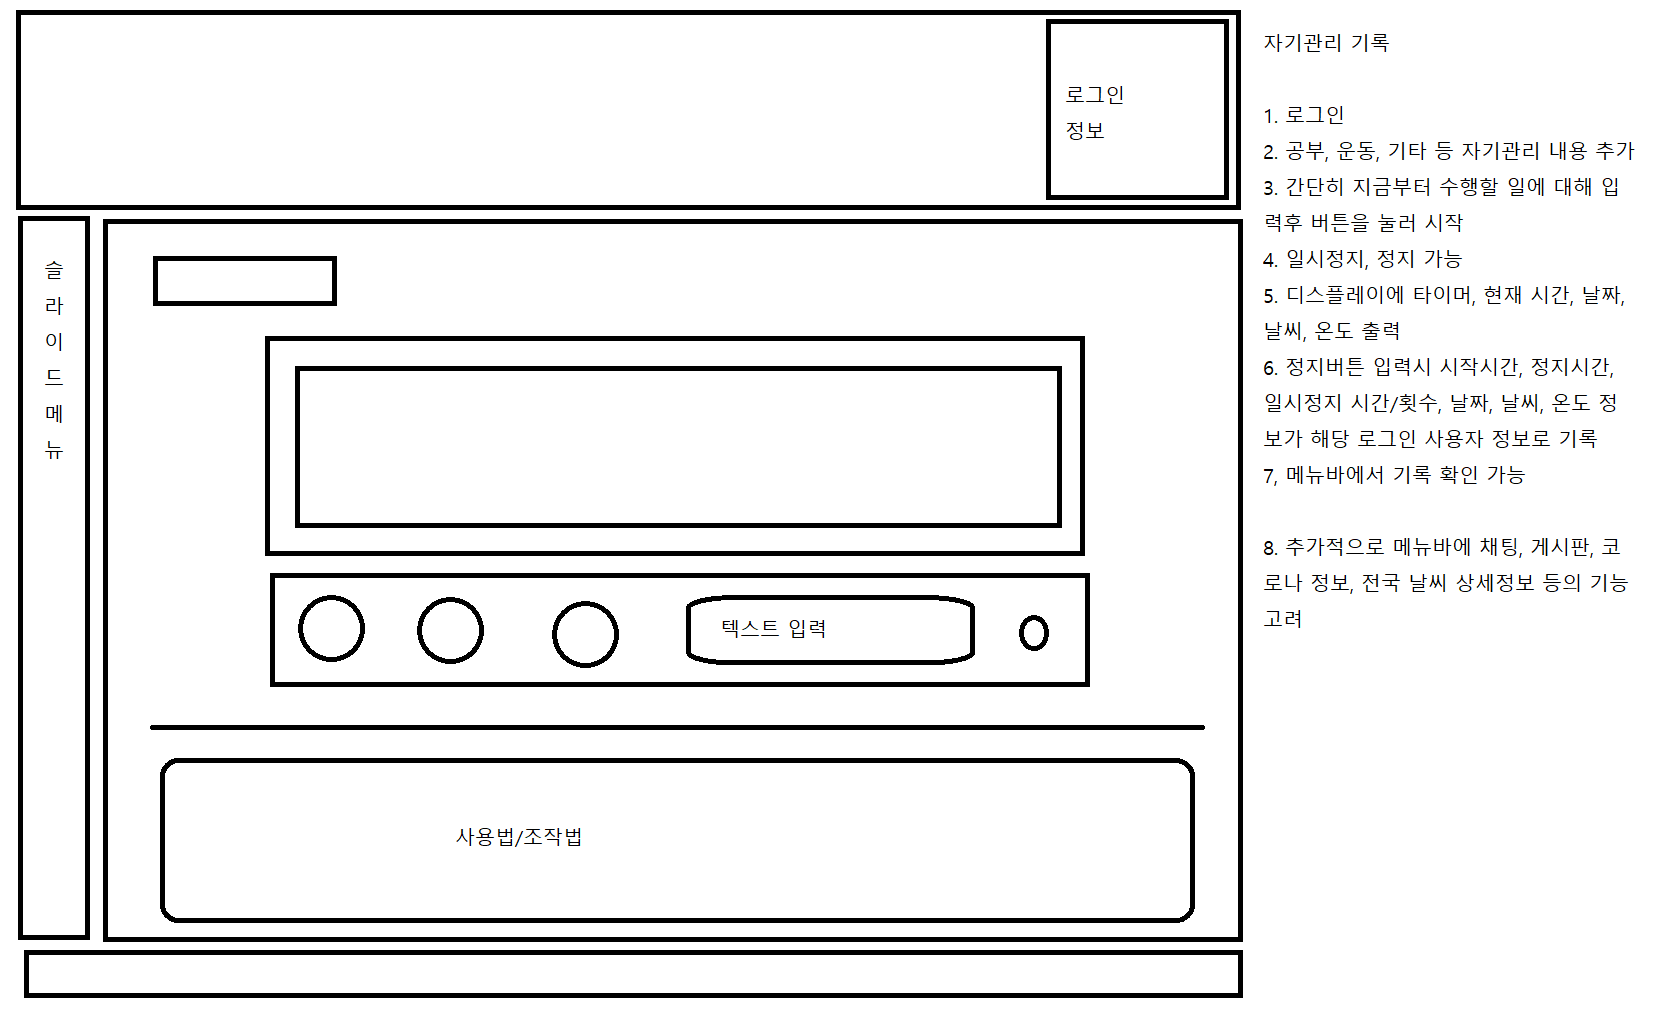 로그인
정보
슬
라
이
드
메
뉴
텍스트 입력
사용법/조작법
자기관리 기록
1. 로그인
2. 공부, 운동, 기타 등 자기관리 내용 추가
3. 간단히 지금부터 수행할 일에 대해 입
력후 버튼을 눌러 시작
4. 일시정지, 정지 가능
5. 디스플레이에 타이머, 현재 시간, 날짜,
날씨, 온도 출력
6. 정지버튼 입력시 시작시간, 정지시간,
일시정지 시간/횟수, 날짜, 날씨, 온도 정
보가 해당 로그인 사용자 정보로 기록
7, 메뉴바에서 기록 확인 가능
8. 추가적으로 메뉴바에 채팅, 게시판, 코
로나 정보, 전국 날씨 상세정보 등의 기능
고려